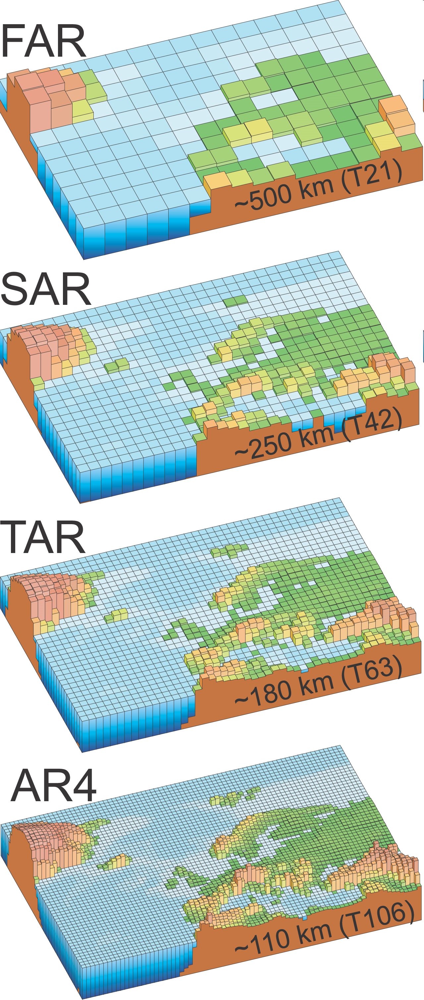 FAR
~500 km (T21)
SAR
~250 km (T42)
TAR
~180 km (T63)
AR4
~110 km (T106)